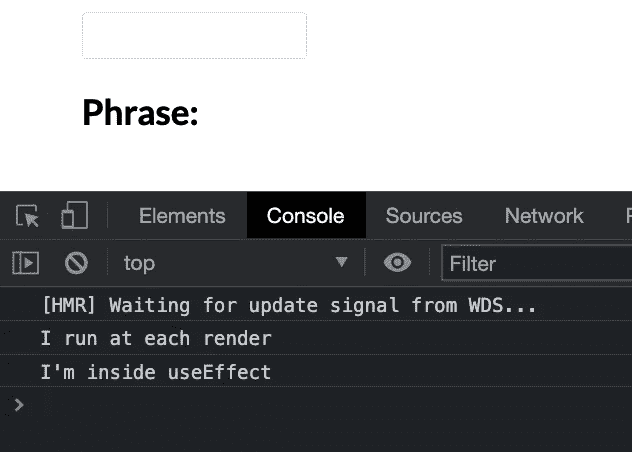 Phrase:
Elements Console Sources Network
top Filter
[HMR] Waiting for update signal from WDS...
I run at each render
I'm inside useEffect